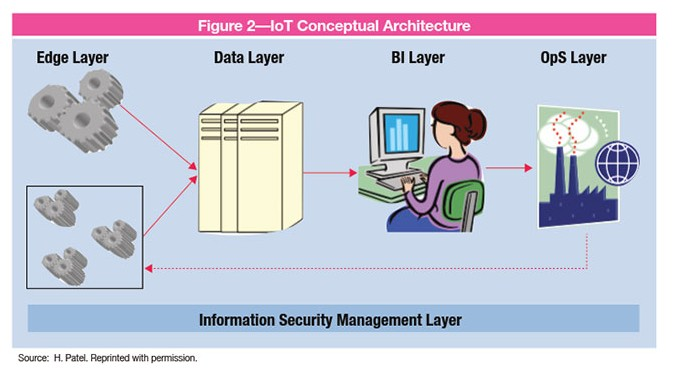 Figure 2—IoT Conceptual Architecture
Edge Layer
Data Layer
BI Layer
OpS Layer
Information Security Management Layer
Source: H. Patel. Reprinted with permission.